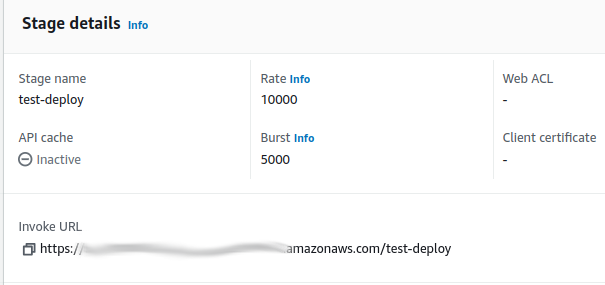 Stage details Info
Stage name
test-deploy
Rate Info
10000
Web ACL
-
API cache
Inactive
Burst Info
5000
Client certificate
-
Invoke URL
https:/ amazonaws.com/test-deploy